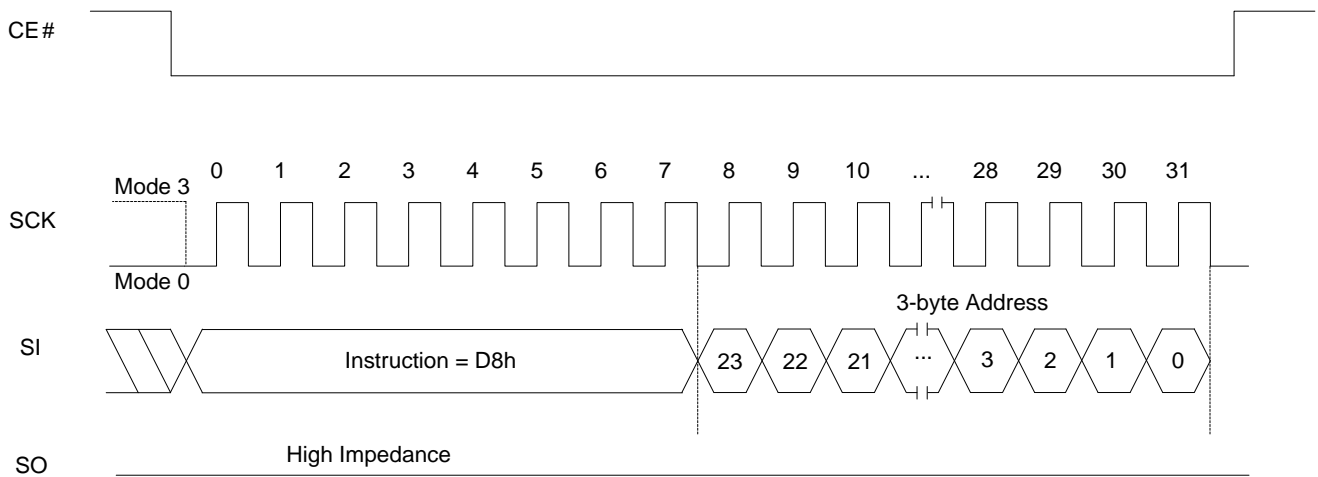 CE#
0 1 2 3 4 5 6 7 8 9 10 ... 28 29 30 31
Mode 3
SCK
Mode 0
3-byte Address
SI
Instruction = D8h 23 22 21 ... 3 2 1 0
High Impedance
SO